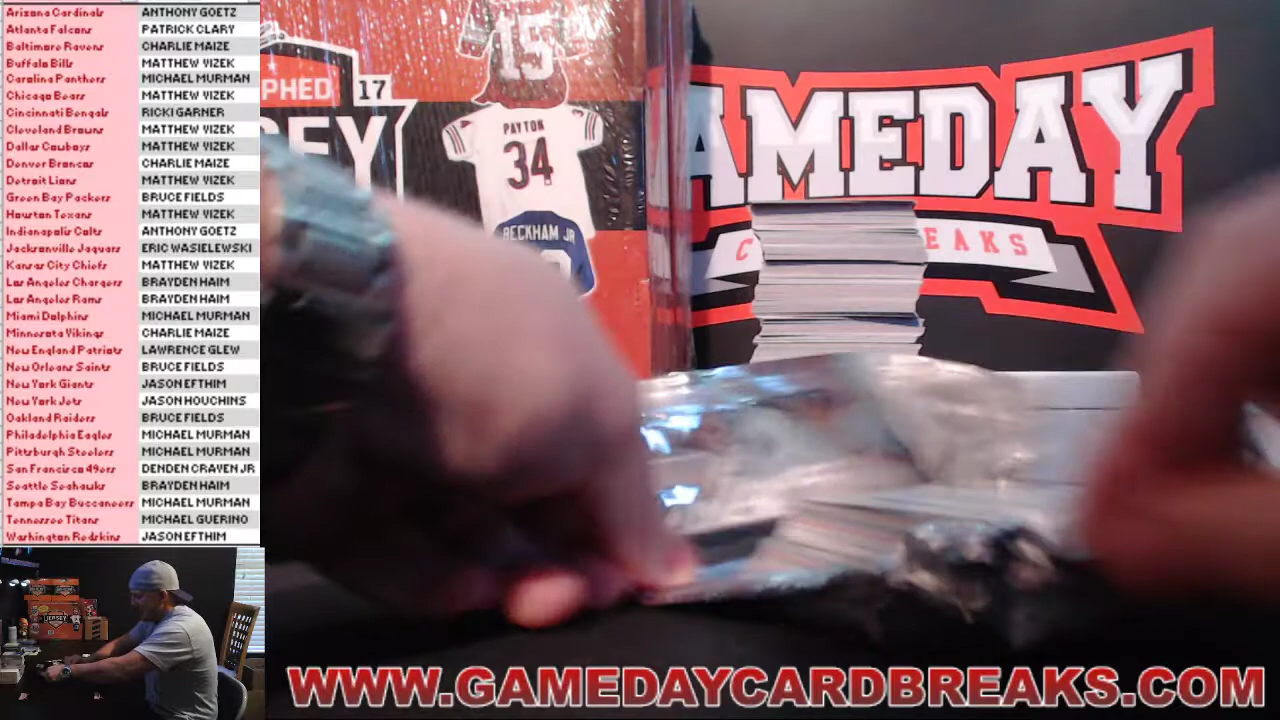 Arizona Cardinals ANTHONY GOETZ
Atlanta Falcons PATRICK CLARY
Baltimore Ravens CHARLIE MAIZE
Buffalo Bills MATTHEW VIZEK
Carolina Panthers MICHAEL MURMAN
Chicago Bears MATTHEW VIZEK
Cincinnati Bengals RICKI GARNER
Cleveland Browns MATTHEW VIZEK
Dallas Cowboys MATTHEW VIZEK
Denver Broncos CHARLIE MAIZE
Detroit Lions MATTHEW VIZEK
Green Bay Packers BRUCE FIELDS
Houston Texans MATTHEW VIZEK
Indianapolis Colts ANTHONY GOETZ
Jacksonville Jaguars ERIC WASIELEWSKI
Kansas City Chiefs MATTHEW VIZEK
Los Angeles Chargers BRAYDEN HAIM
Los Angeles Rams BRAYDEN HAIM
Miami Dolphins MICHAEL MURMAN
Minnesota Vikings CHARLIE MAIZE
New England Patriots LAWRENCE GLEW
New Orleans Saints BRUCE FIELDS
New York Giants JASON EFTHIM
New York Jets JASON HOUCHINS
Oakland Raiders BRUCE FIELDS
Philadelphia Eagles MICHAEL MURMAN
Pittsburgh Steelers MICHAEL MURMAN
San Francisco 49ers DENDEN CRAVEN JR
Seattle Seahawks BRAYDEN HAIM
Tampa Bay Buccaneers MICHAEL MURMAN
Tennessee Titans MICHAEL GUERINO
Washington Redskins JASON EFTHIM
PHED 17
SEY
15
PAYTON
34
BECKHAM JR
AMEDAY
C EAKS
JERSEY
WWW.GAMEDAYCARDBREAKS.COM